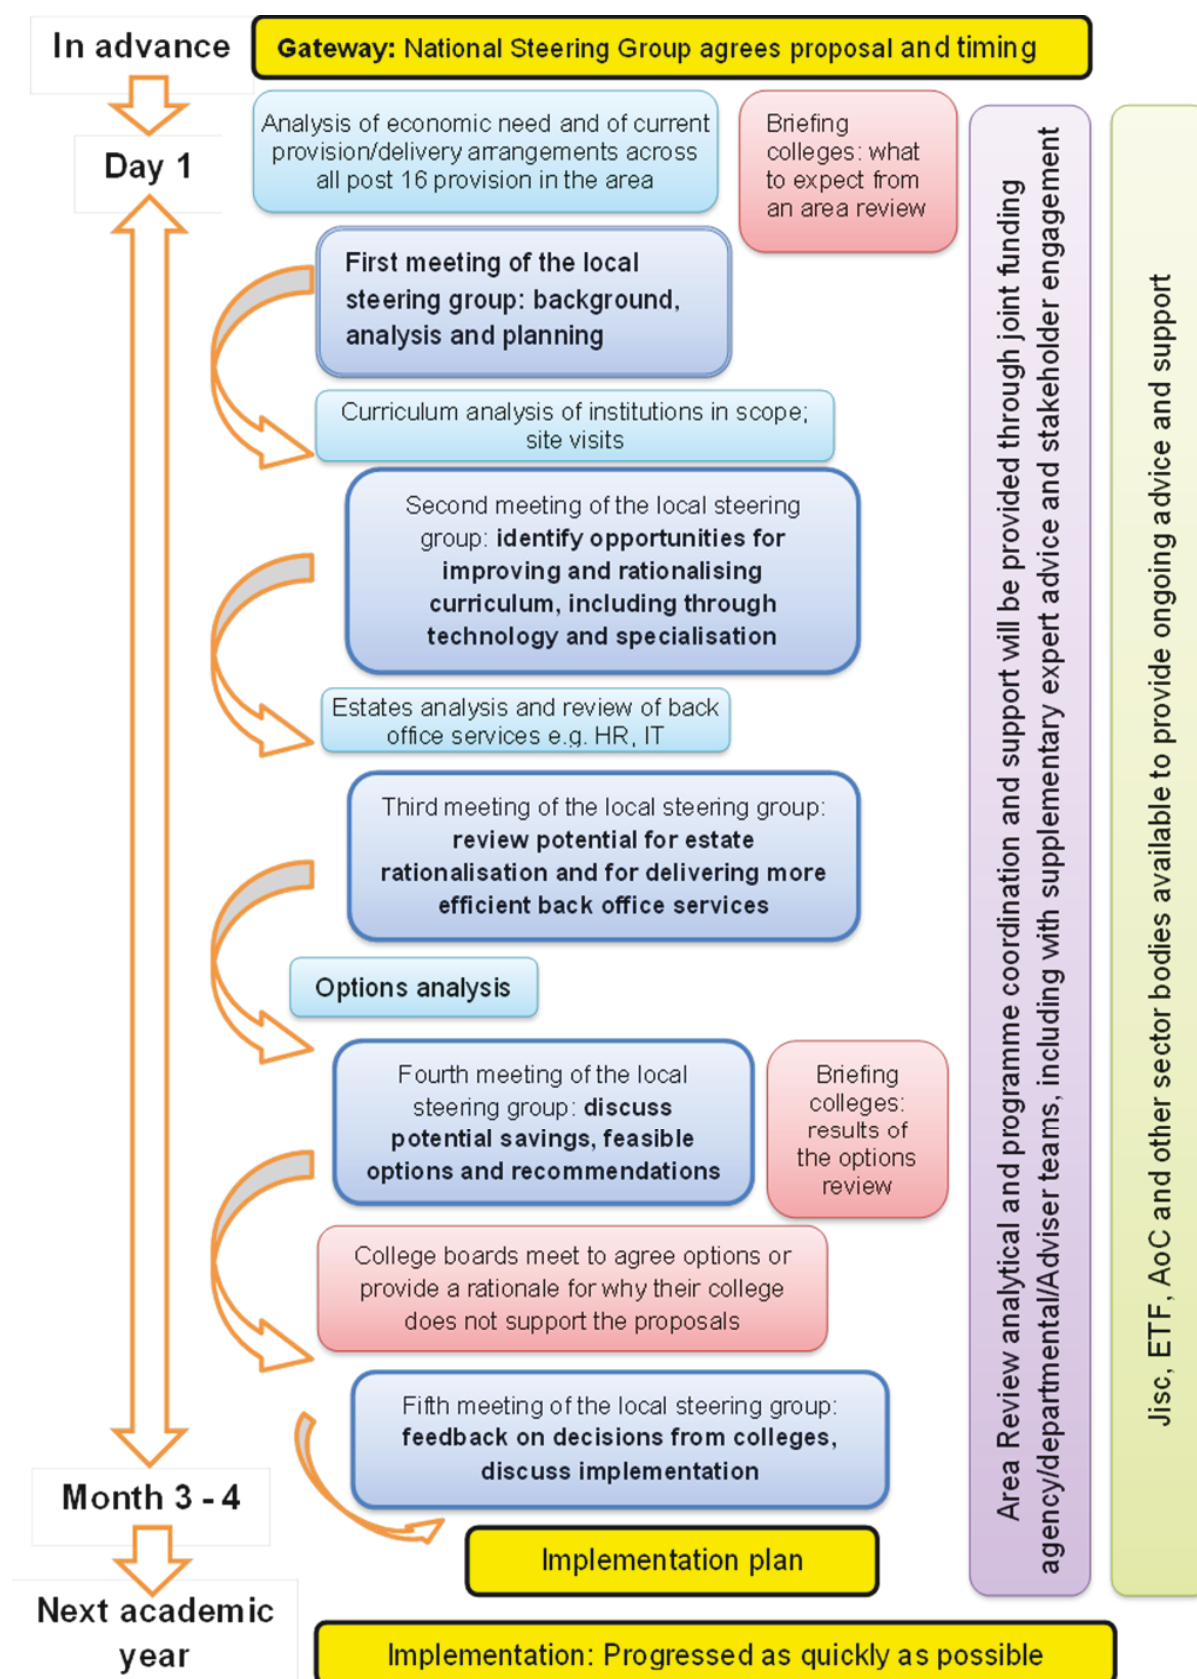 In advance
Gateway: National Steering Group agrees proposal and timing
Day 1
Analysis of economic need and of current
provision/delivery arrangements across
all post 16 provision in the area
Briefing
colleges: what
to expect from
an area review
First meeting of the local
steering group: background,
analysis and planning
Curriculum analysis of institutions in scope;
site visits
Second meeting of the local steering
group: identify opportunities for
improving and rationalising
curriculum, including through
technology and specialisation
Estates analysis and review of back
office services e.g. HR, IT
Third meeting of the local steering group:
review potential for estate
rationalisation and for delivering more
efficient back office services
Options analysis
Fourth meeting of the local
steering group: discuss
potential savings, feasible
options and recommendations
Briefing
colleges:
results of
the options
review
College boards meet to agree options or
provide a rationale for why their college
does not support the proposals
Fifth meeting of the local steering group:
feedback on decisions from colleges,
discuss implementation
Month 3 - 4
Implementation plan
Next academic
year
Implementation: Progressed as quickly as possible
Area Review analytical and programme coordination and support will be provided through joint funding
agency/departmental/Adviser teams, including with supplementary expert advice and stakeholder engagement
Jisc, ETF, AoC and other sector bodies available to provide ongoing advice and support